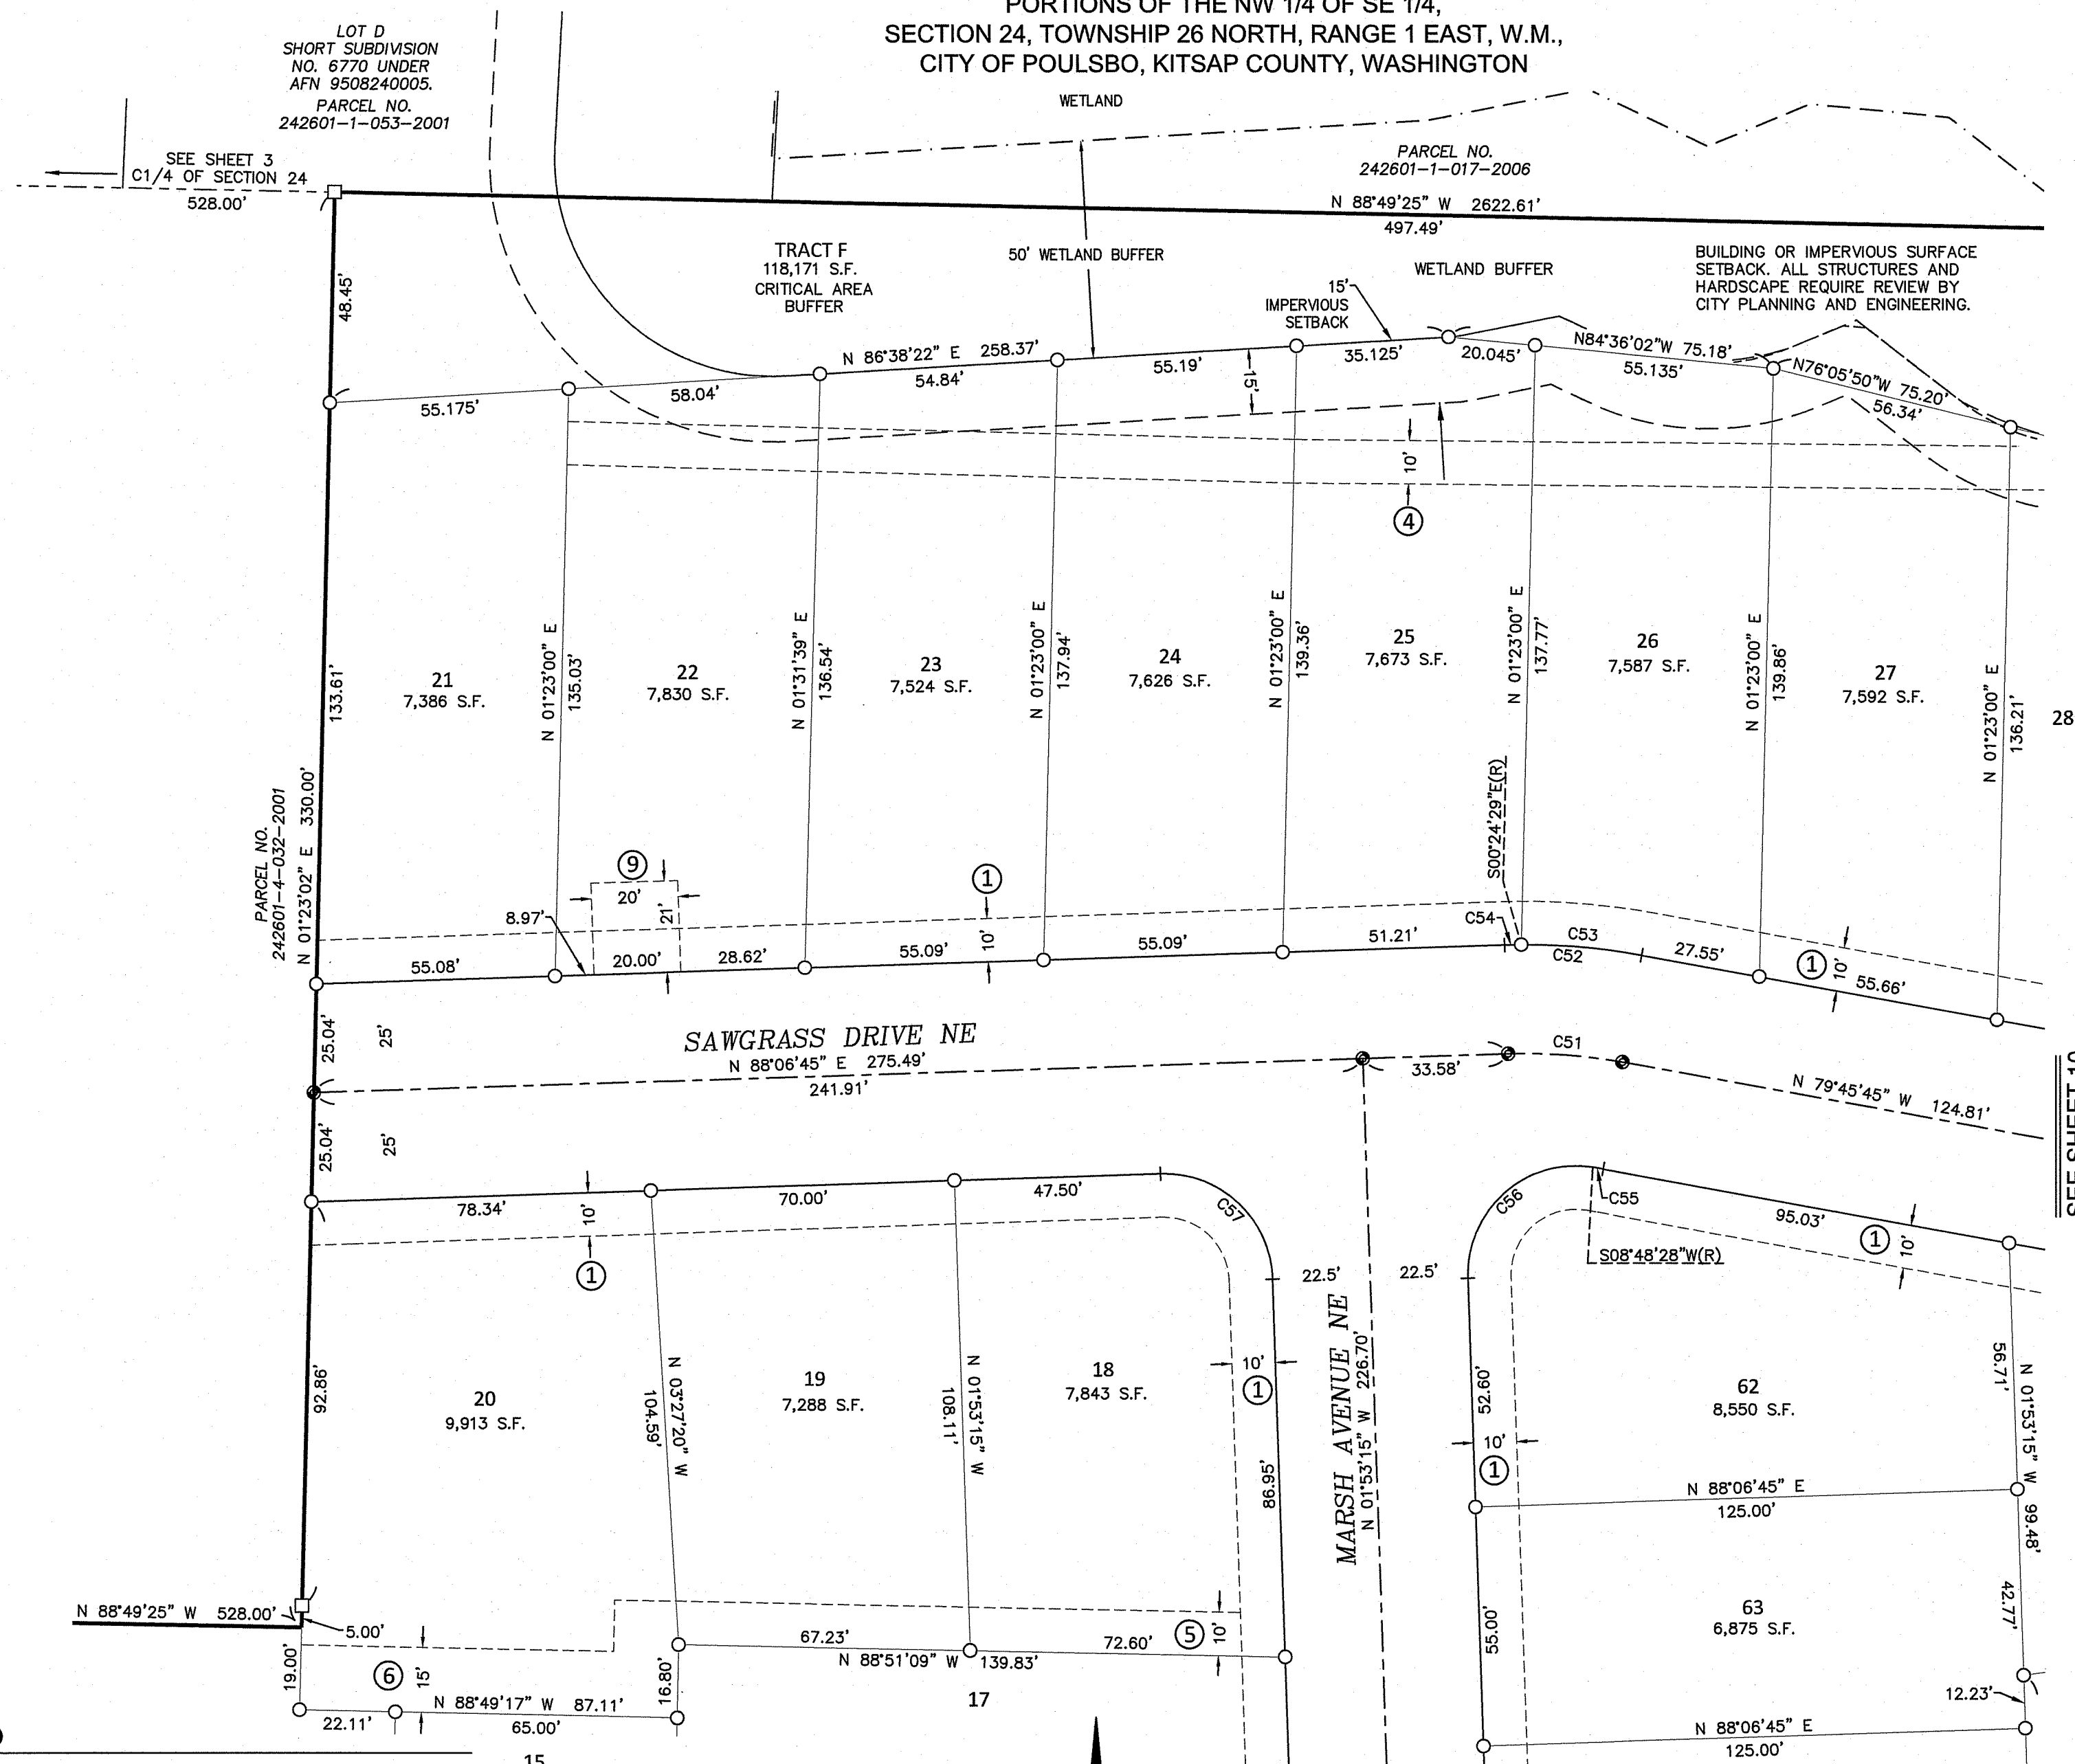 PORTIONS OF THE NW 1/4 OF SE 1/4,
SECTION 24, TOWNSHIP 26 NORTH, RANGE 1 EAST, W.M.,
CITY OF POULSBO, KITSAP COUNTY, WASHINGTON
LOT D
SHORT SUBDIVISION
NO. 6770 UNDER
AFN 9508240005.
PARCEL NO.
242601-1-053-2001
WETLAND
SEE SHEET 3
C1/4 OF SECTION 24
528.00'
PARCEL NO.
242601-1-017-2006
N 88°49'25" W 2622.61'
497.49'
TRACT F
118,171 S.F.
CRITICAL AREA
BUFFER
50' WETLAND BUFFER
WETLAND BUFFER
BUILDING OR IMPERVIOUS SURFACE
SETBACK. ALL STRUCTURES AND
HARDSCAPE REQUIRE REVIEW BY
CITY PLANNING AND ENGINEERING.
15'
IMPERVIOUS
SETBACK
48.45'
N 86°38'22" E 258.37'
N84°36'02"W 75.18'
N76°05'50"W 75.20'
55.175'
58.04'
54.84'
55.19'
35.125'
20.045'
55.135'
56.34'
15'
10'
4
133.61'
21
7,386 S.F.
N 01°23'00" E
135.03'
22
7,830 S.F.
N 01°31'39" E
136.54'
23
7,524 S.F.
N 01°23'00" E
137.94'
24
7,626 S.F.
N 01°23'00" E
139.36'
25
7,673 S.F.
N 01°23'00" E
137.77'
26
7,587 S.F.
N 01°23'00" E
139.86'
27
7,592 S.F.
N 01°23'00" E
136.21'
28
PARCEL NO.
242601-4-032-2001
N 01°23'02" E 330.00'
S00°24'29"E(R)
9
20'
21'
1
10'
8.97'
55.08'
20.00'
28.62'
55.09'
55.09'
51.21'
C54
C53
C52
27.55'
1
10'
55.66'
25.04'
25'
SAWGRASS DRIVE NE
N 88°06'45" E 275.49'
241.91'
33.58'
C51
N 79°45'45" W 124.81'
SEE SHEET 10
25.04'
25'
78.34'
10'
1
70.00'
47.50'
C57
C56
C55
95.03'
1
10'
S08°48'28"W(R)
22.5'
22.5'
92.86'
20
9,913 S.F.
N 03°27'20" W
104.59'
19
7,288 S.F.
N 01°53'15" W
108.11'
18
7,843 S.F.
10'
1
86.95'
MARSH AVENUE NE
N 01°53'15" W 226.70'
52.60'
10'
1
62
8,550 S.F.
56.71'
N 01°53'15" W 99.48'
N 88°06'45" E
125.00'
55.00'
63
6,875 S.F.
42.77'
12.23'
N 88°06'45" E
125.00'
N 88°49'25" W 528.00'
5.00'
19.00'
6
15'
N 88°49'17" W 87.11'
22.11'
65.00'
16.80'
67.23'
72.60'
N 88°51'09" W 139.83'
5
10'
17
15